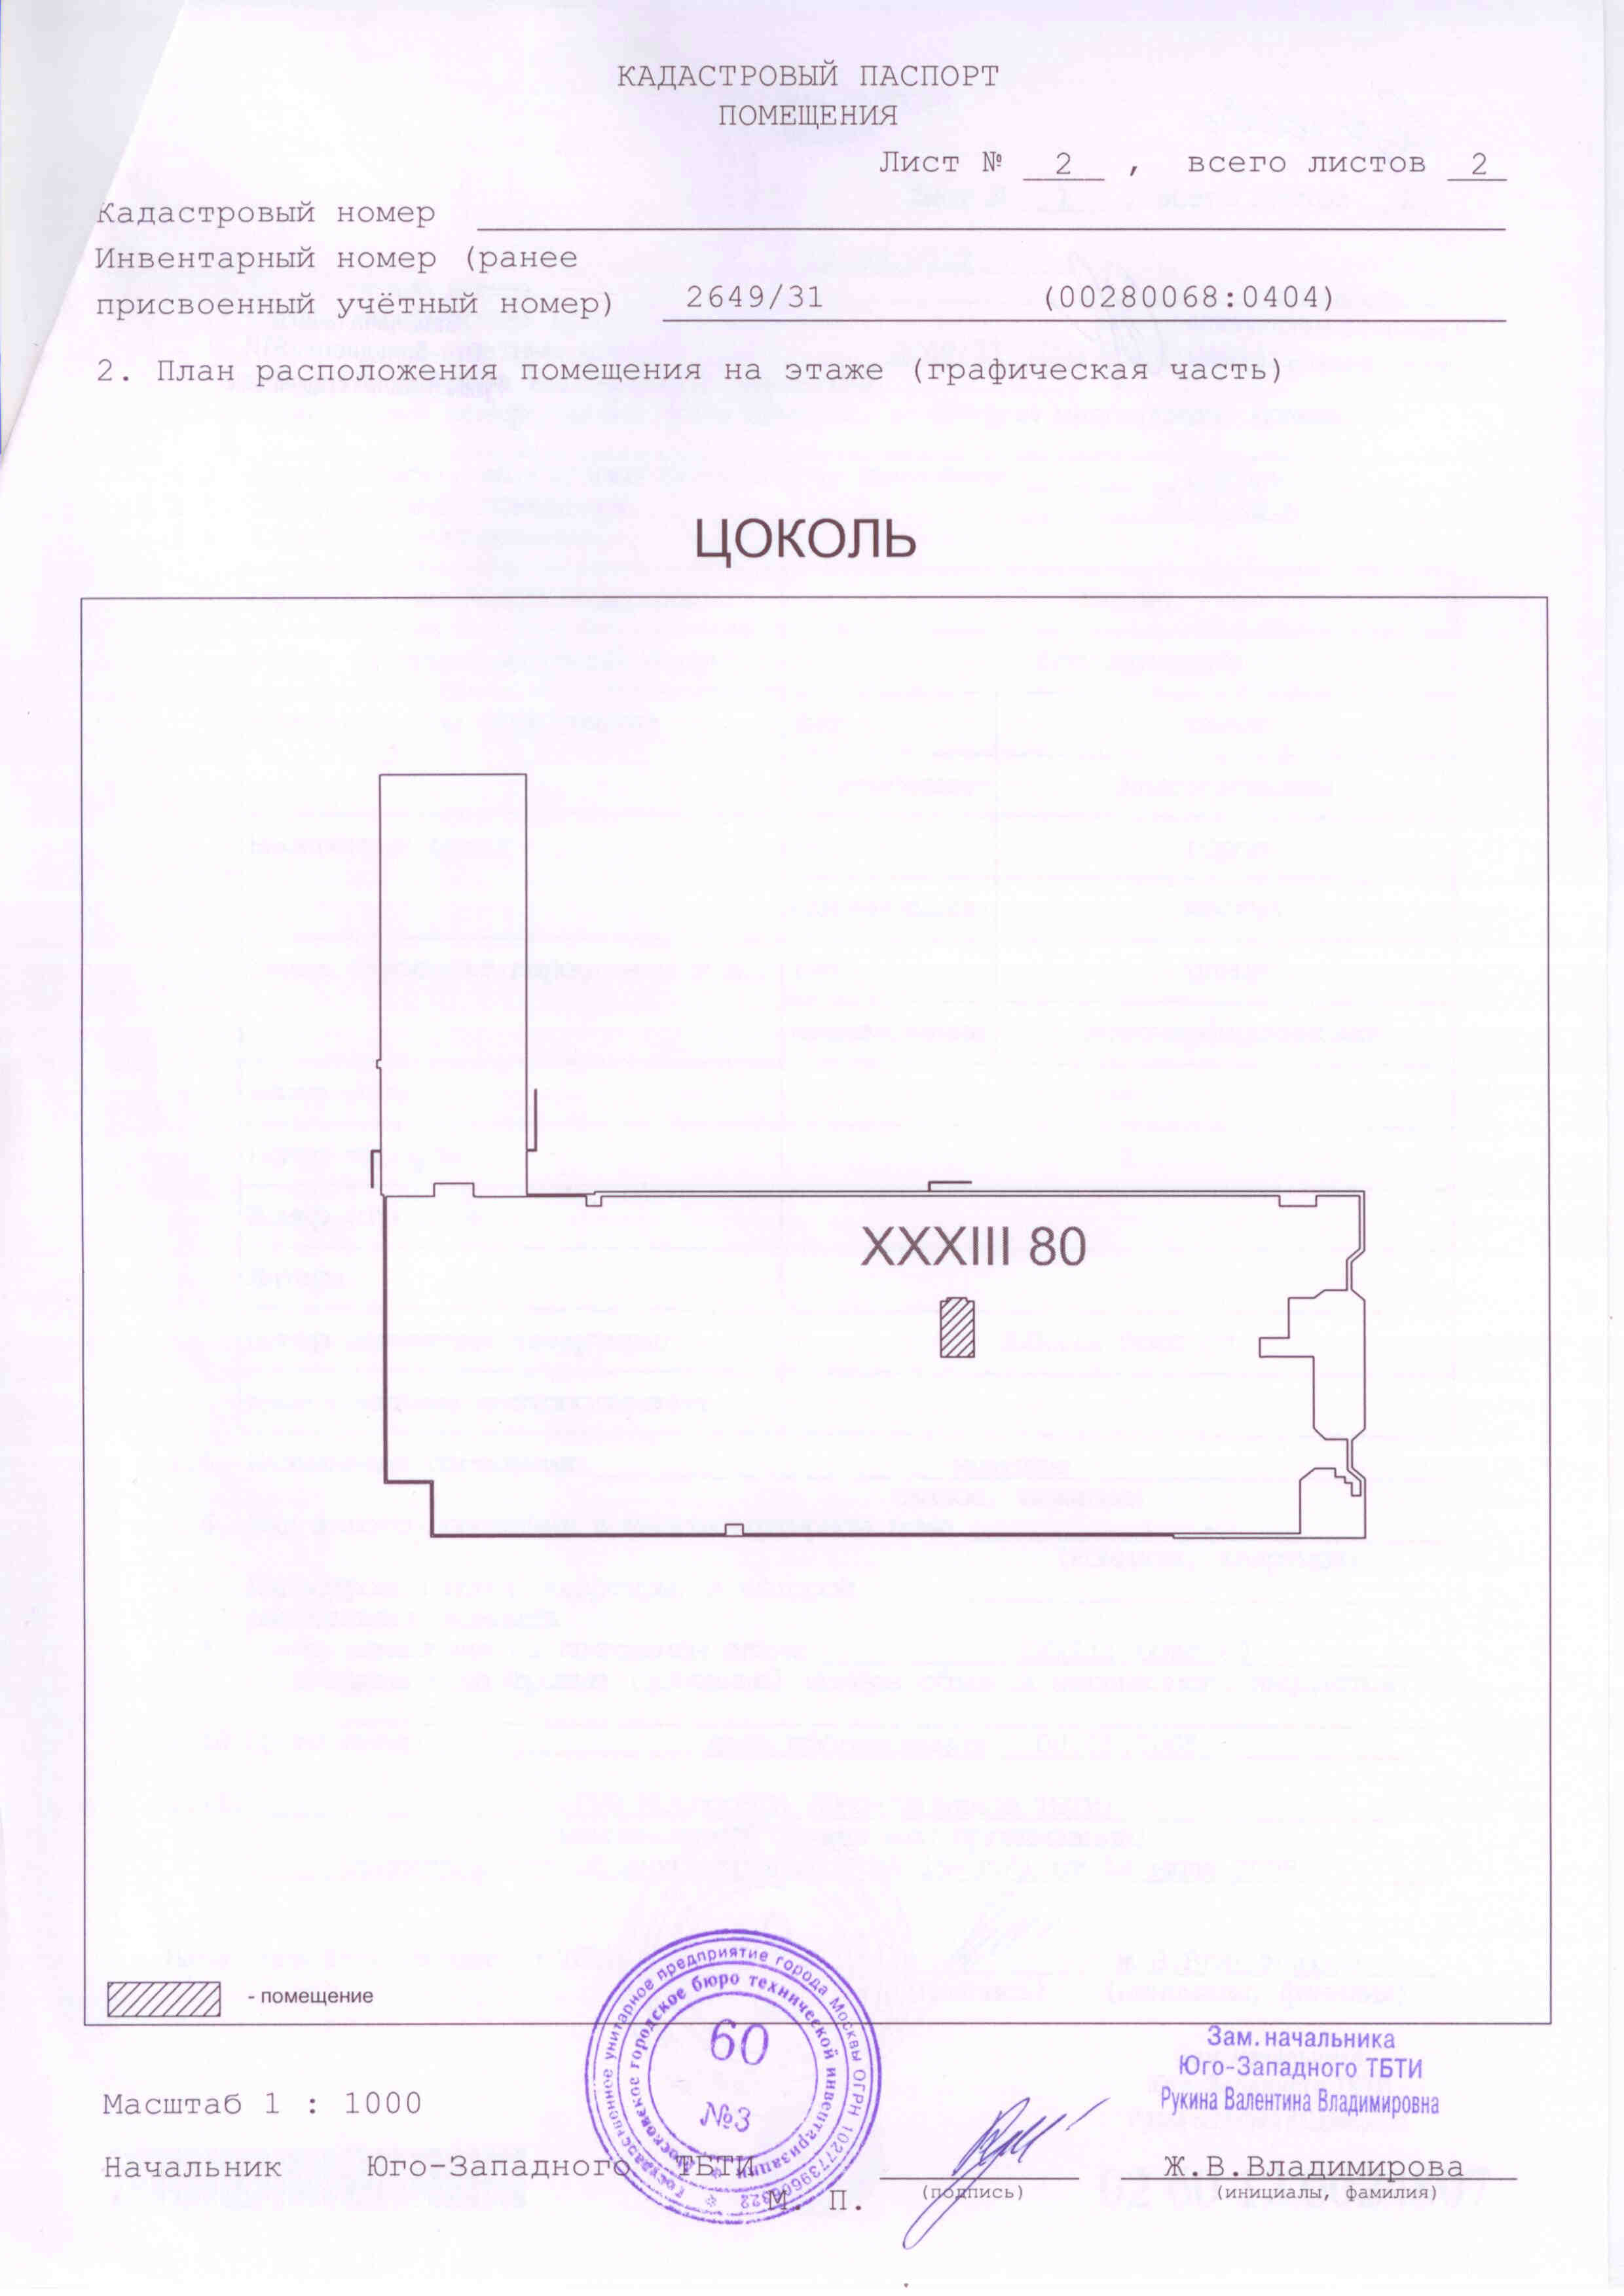 КАДАСТРОВЫЙ ПАСПОРТ
ПОМЕЩЕНИЯ
Лист № 2 , всего листов 2
Кадастровый номер
Инвентарный номер (ранее
присвоенный учётный номер) 2649/31 (00280068:0404)
2. План расположения помещения на этаже (графическая часть)
ЦОКОЛЬ
XXXIII 80
- помещение
Государственное унитарное предприятие города Москвы ОГРН
Московское городское бюро технической инвентаризации
60
№3
Зам. начальника
Юго-Западного ТБТИ
Рукина Валентина Владимировна
Масштаб 1 : 1000
Начальник Юго-Западного ТБТИ Ж.В.Владимирова
М. П. (подпись) (инициалы, фамилия)